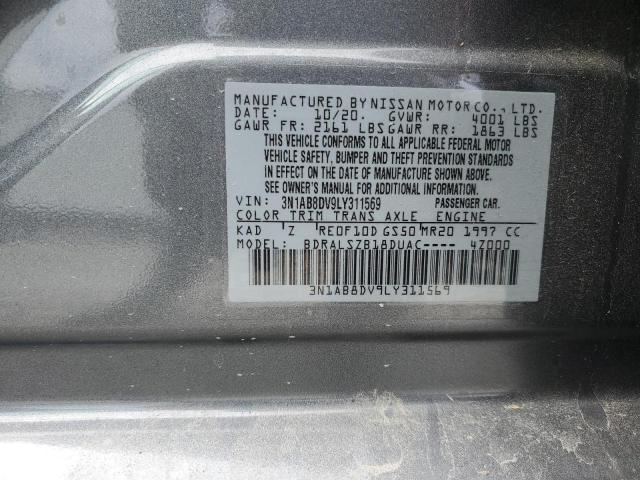 MANUFACTURED BY NISSAN MOTOR CO., LTD.
DATE: 10/20. GVWR: 4001 LBS
GAWR FR: 2161 LBS GAWR RR: 1863 LBS
THIS VEHICLE CONFORMS TO ALL APPLICABLE FEDERAL MOTOR
VEHICLE SAFETY, BUMPER AND THEFT PREVENTION STANDARDS
IN EFFECT ON THE DATE OF MANUFACTURE SHOWN ABOVE.
SEE OWNER'S MANUAL FOR ADDITIONAL INFORMATION.
VIN: 3N1AB8DV9LY311569 PASSENGER CAR.
COLOR TRIM TRANS AXLE ENGINE
KAD Z RE0F10D GS50 MR20 1997 CC
MODEL: BDRALSZB18DUAC---- 4Z000
3N1AB8DV9LY311569